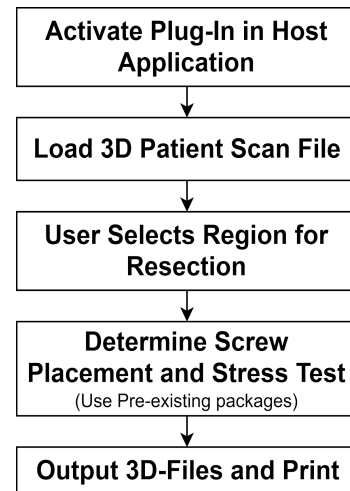 Activate Plug-In in Host
Application
Load 3D Patient Scan File
User Selects Region for
Resection
Determine Screw
Placement and Stress Test
(Use Pre-existing packages)
Output 3D-Files and Print